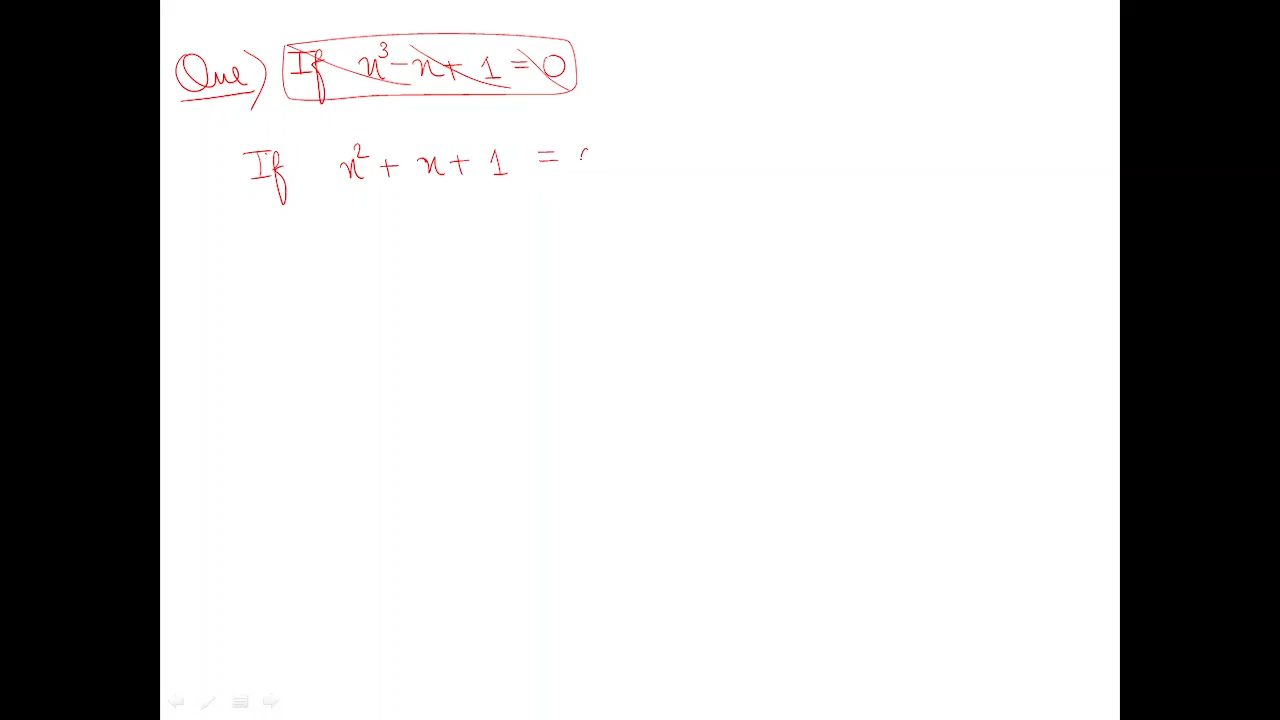 Que) If x³ - x + 1 = 0
If x² + x + 1 =